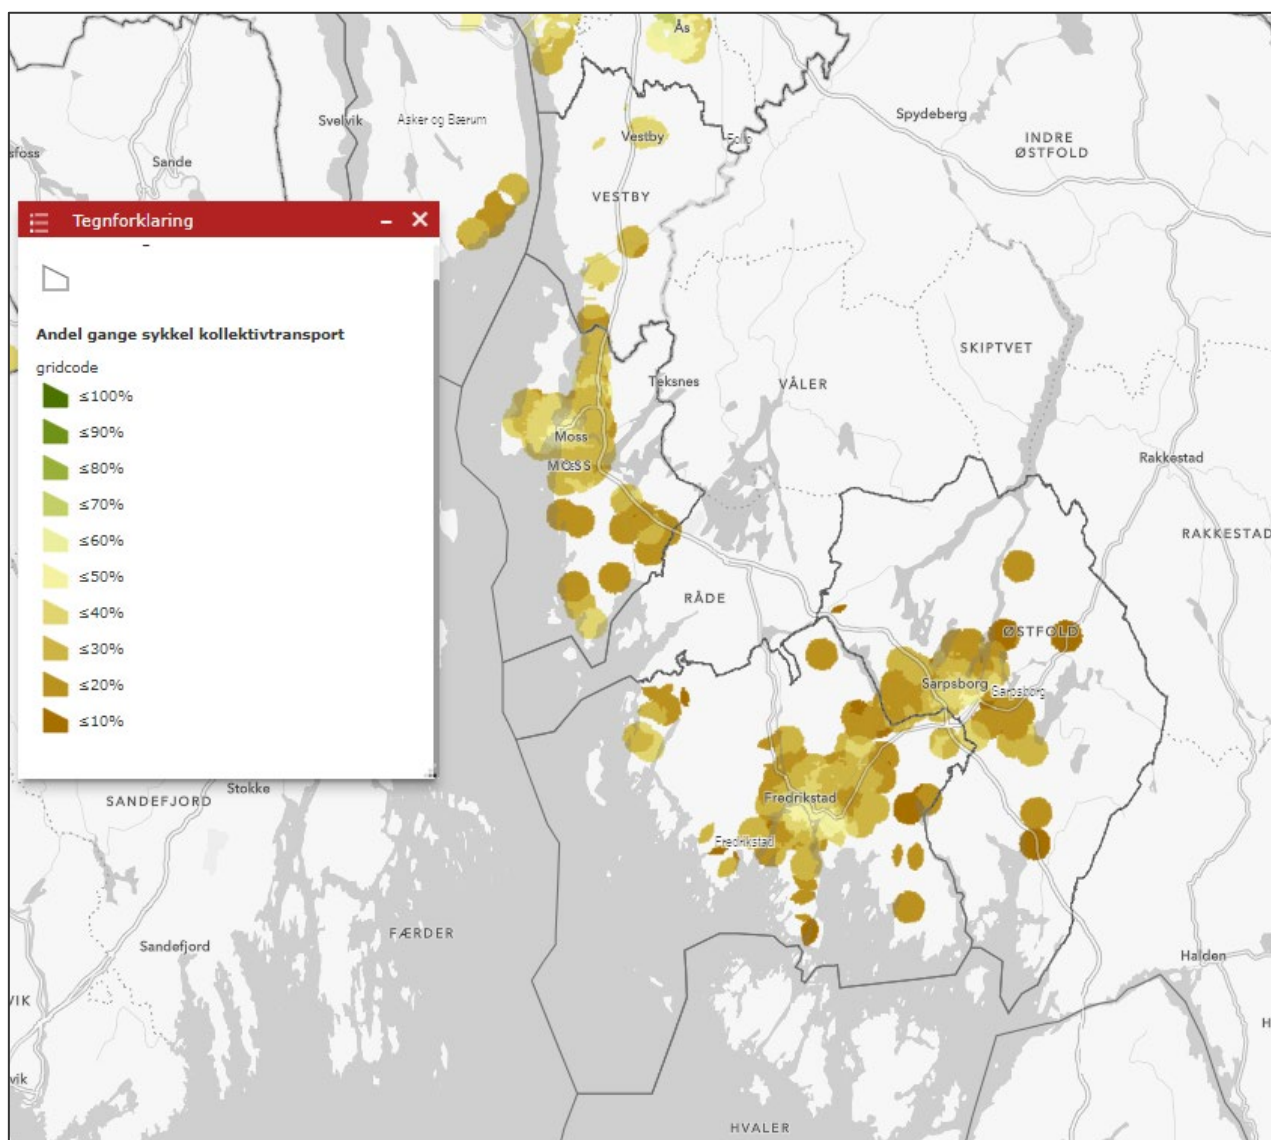 Ås
Spydeberg
Svelvik
Asker og Bærum
INDRE
ØSTFOLD
Vestby
Follo
sfoss
Sande
VESTBY
Tegnforklaring
Andel gange sykkel kollektivtransport
gridcode
≤100%
≤90%
≤80%
≤70%
≤60%
≤50%
≤40%
≤30%
≤20%
≤10%
SKIPTVET
Teksnes
VÅLER
Moss
MOSS
Rakkestad
RAKKESTAD
RÅDE
ØSTFOLD
Sarpsborg
Sarpsborg
Stokke
SANDEFJORD
Fredrikstad
Fredrikstad
FÆRDER
Sandefjord
Halden
VIK
H
vik
HVALER